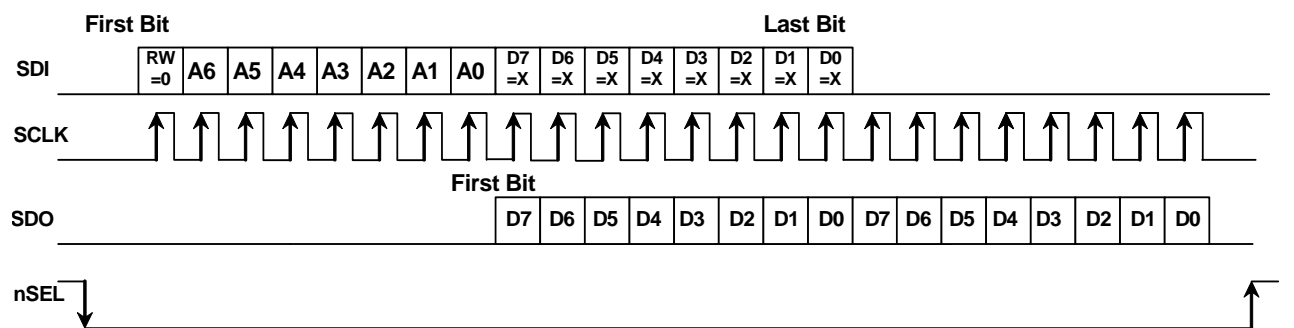 First Bit Last Bit
SDI RW =0 A6 A5 A4 A3 A2 A1 A0 D7 =X D6 =X D5 =X D4 =X D3 =X D2 =X D1 =X D0 =X
SCLK
First Bit
SDO D7 D6 D5 D4 D3 D2 D1 D0 D7 D6 D5 D4 D3 D2 D1 D0
nSEL